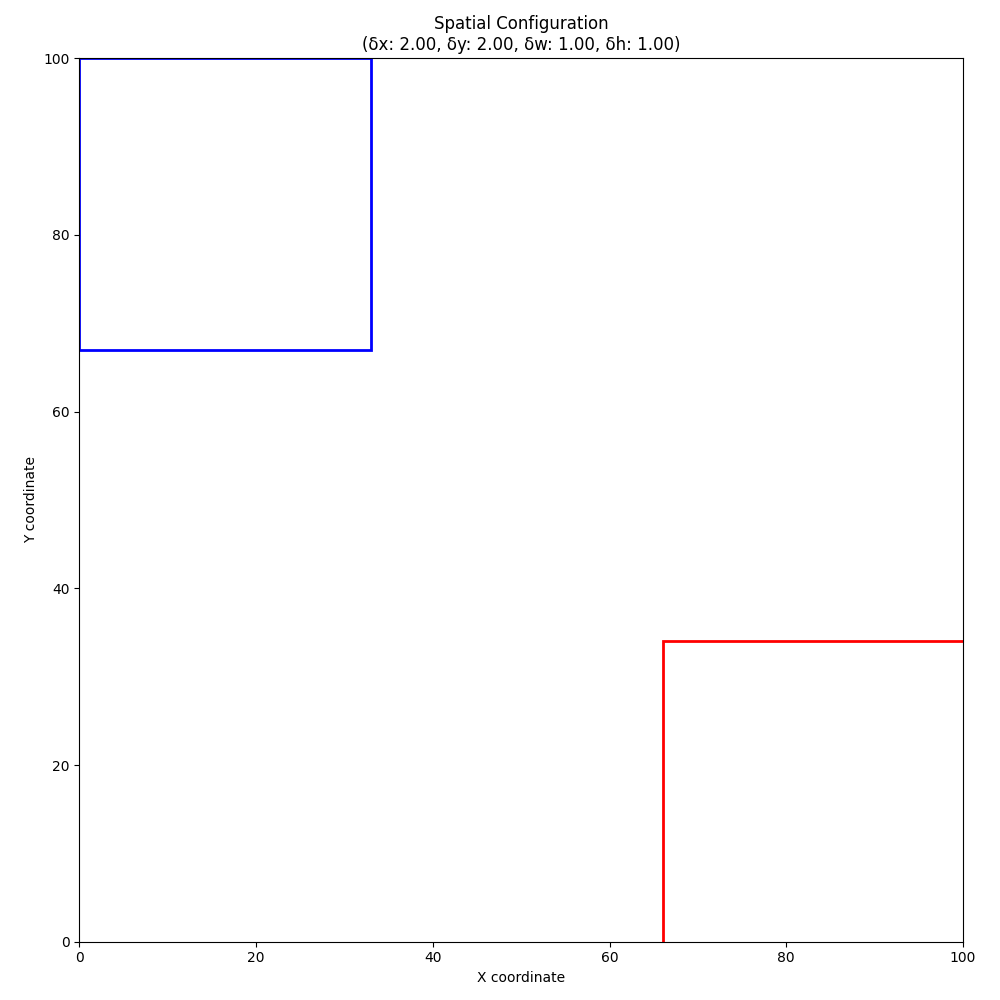 Spatial Configuration
(δx: 2.00, δy: 2.00, δw: 1.00, δh: 1.00)
100
80
60
40
20
0
Y coordinate
0 20 40 60 80 100
X coordinate